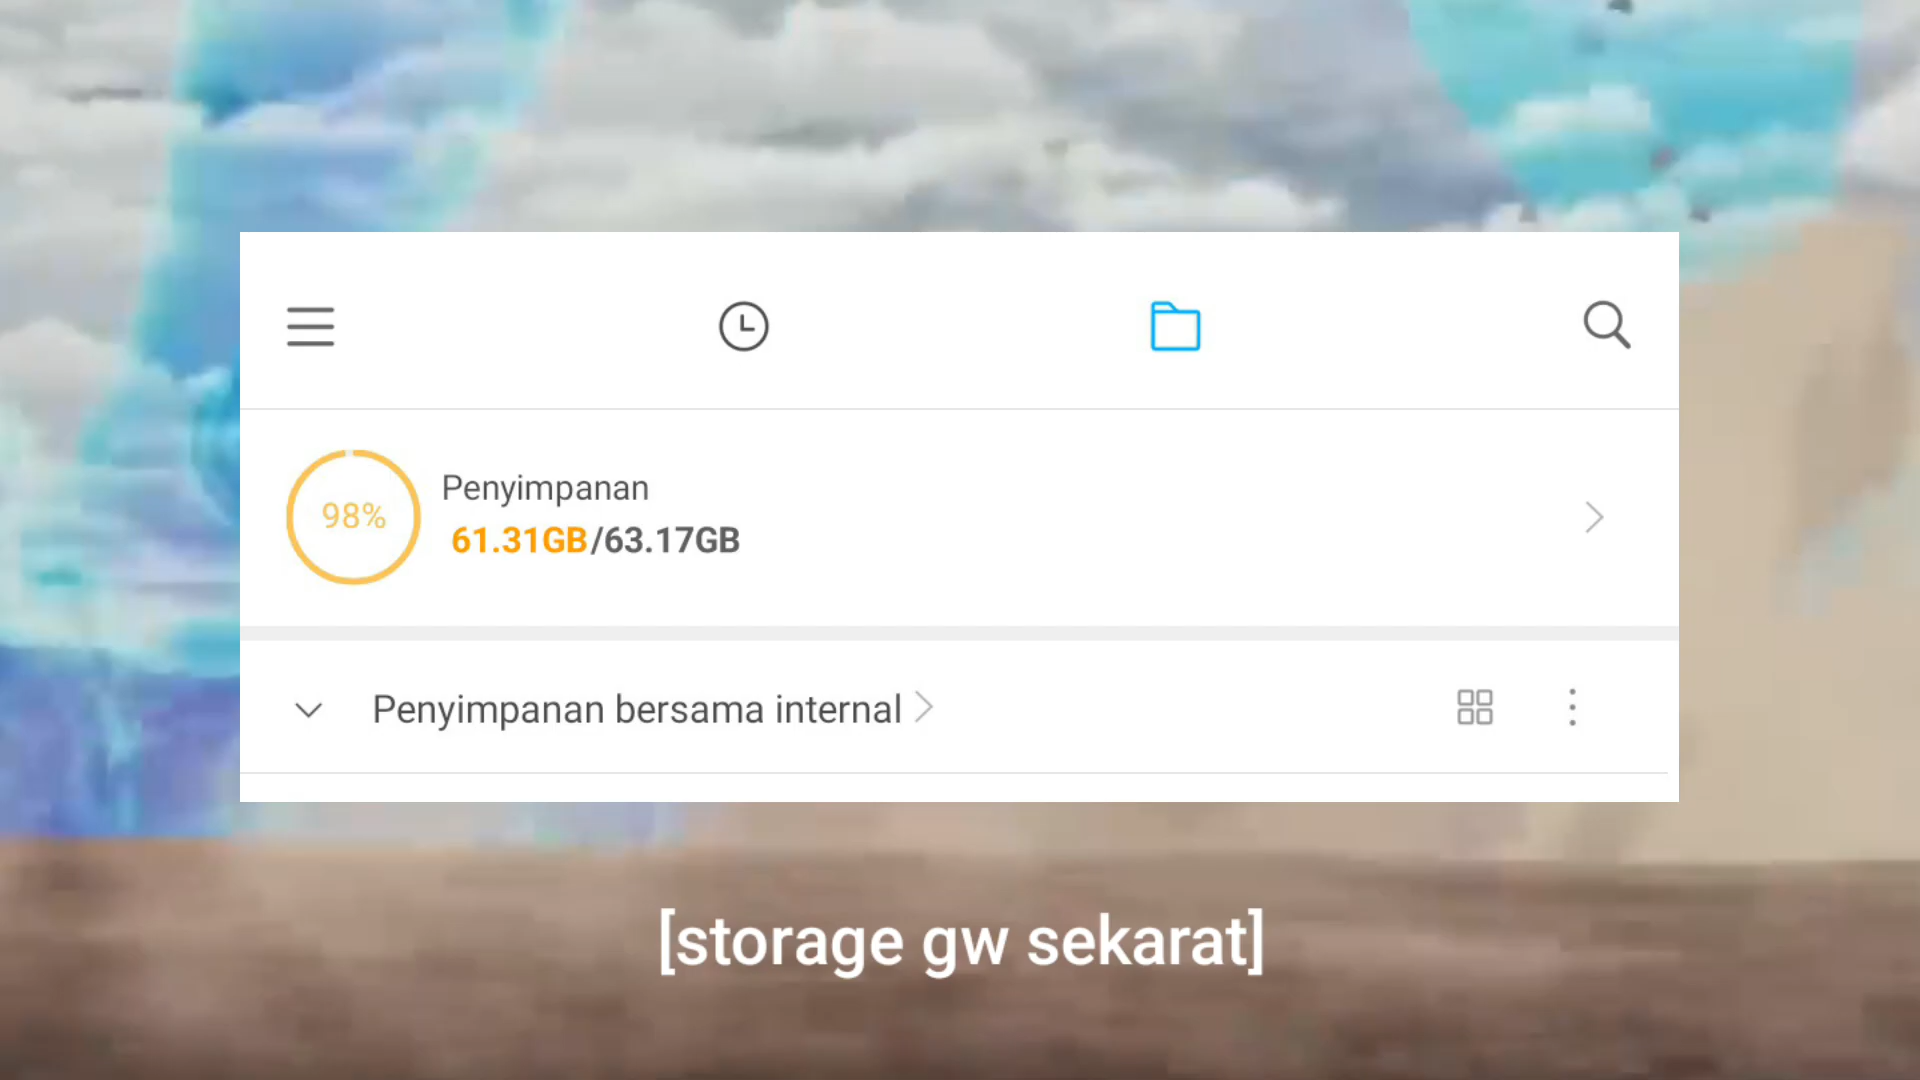 98%
Penyimpanan
61.31GB/63.17GB
Penyimpanan bersama internal
[storage gw sekarat]